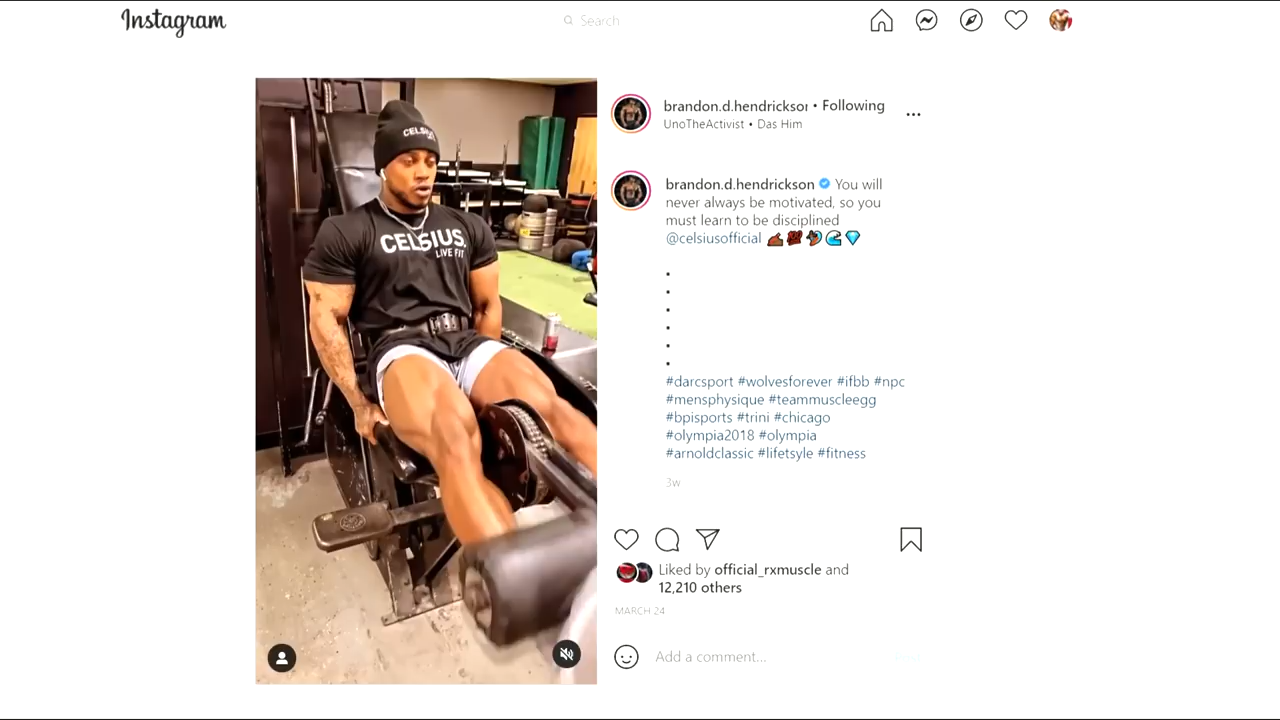 Instagram
Search
brandon.d.hendrickson • Following
UnoTheActivist • Das Him
CELSIUS
CELSIUS.
LIVE FIT
brandon.d.hendrickson You will
never always be motivated, so you
must learn to be disciplined
@celsiusofficial
.
.
.
.
.
.
#darcsport #wolvesforever #ifbb #npc
#mensphysique #teammuscleegg
#bpisports #trini #chicago
#olympia2018 #olympia
#arnoldclassic #lifetsyle #fitness
3w
Liked by official_rxmuscle and
12,210 others
MARCH 24
Add a comment...
Post